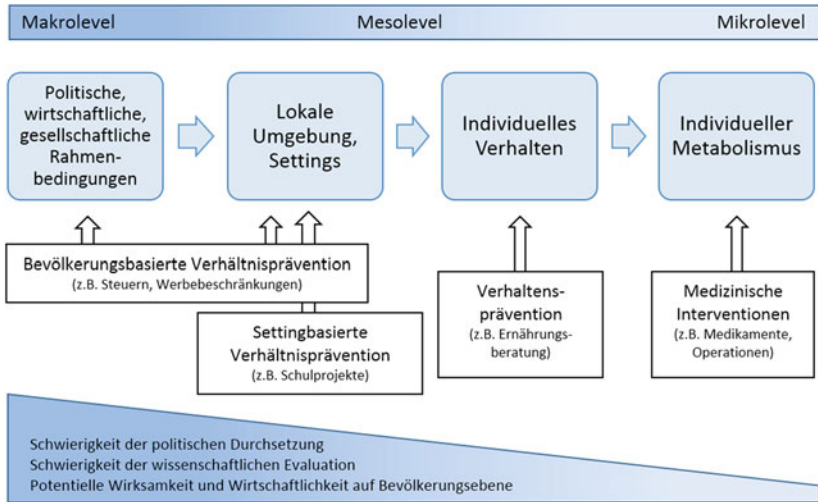 Makrolevel
Mesolevel
Mikrolevel
Politische,
wirtschaftliche,
gesellschaftliche
Rahmen-
bedingungen
Lokale
Umgebung,
Settings
Individuelles
Verhalten
Individueller
Metabolismus
Bevölkerungsbasierte Verhältnisprävention
(z.B. Steuern, Werbebeschränkungen)
Settingbasierte
Verhältnisprävention
(z.B. Schulprojekte)
Verhaltens-
prävention
(z.B. Ernährungs-
beratung)
Medizinische
Interventionen
(z.B. Medikamente,
Operationen)
Schwierigkeit der politischen Durchsetzung
Schwierigkeit der wissenschaftlichen Evaluation
Potentielle Wirksamkeit und Wirtschaftlichkeit auf Bevölkerungsebene